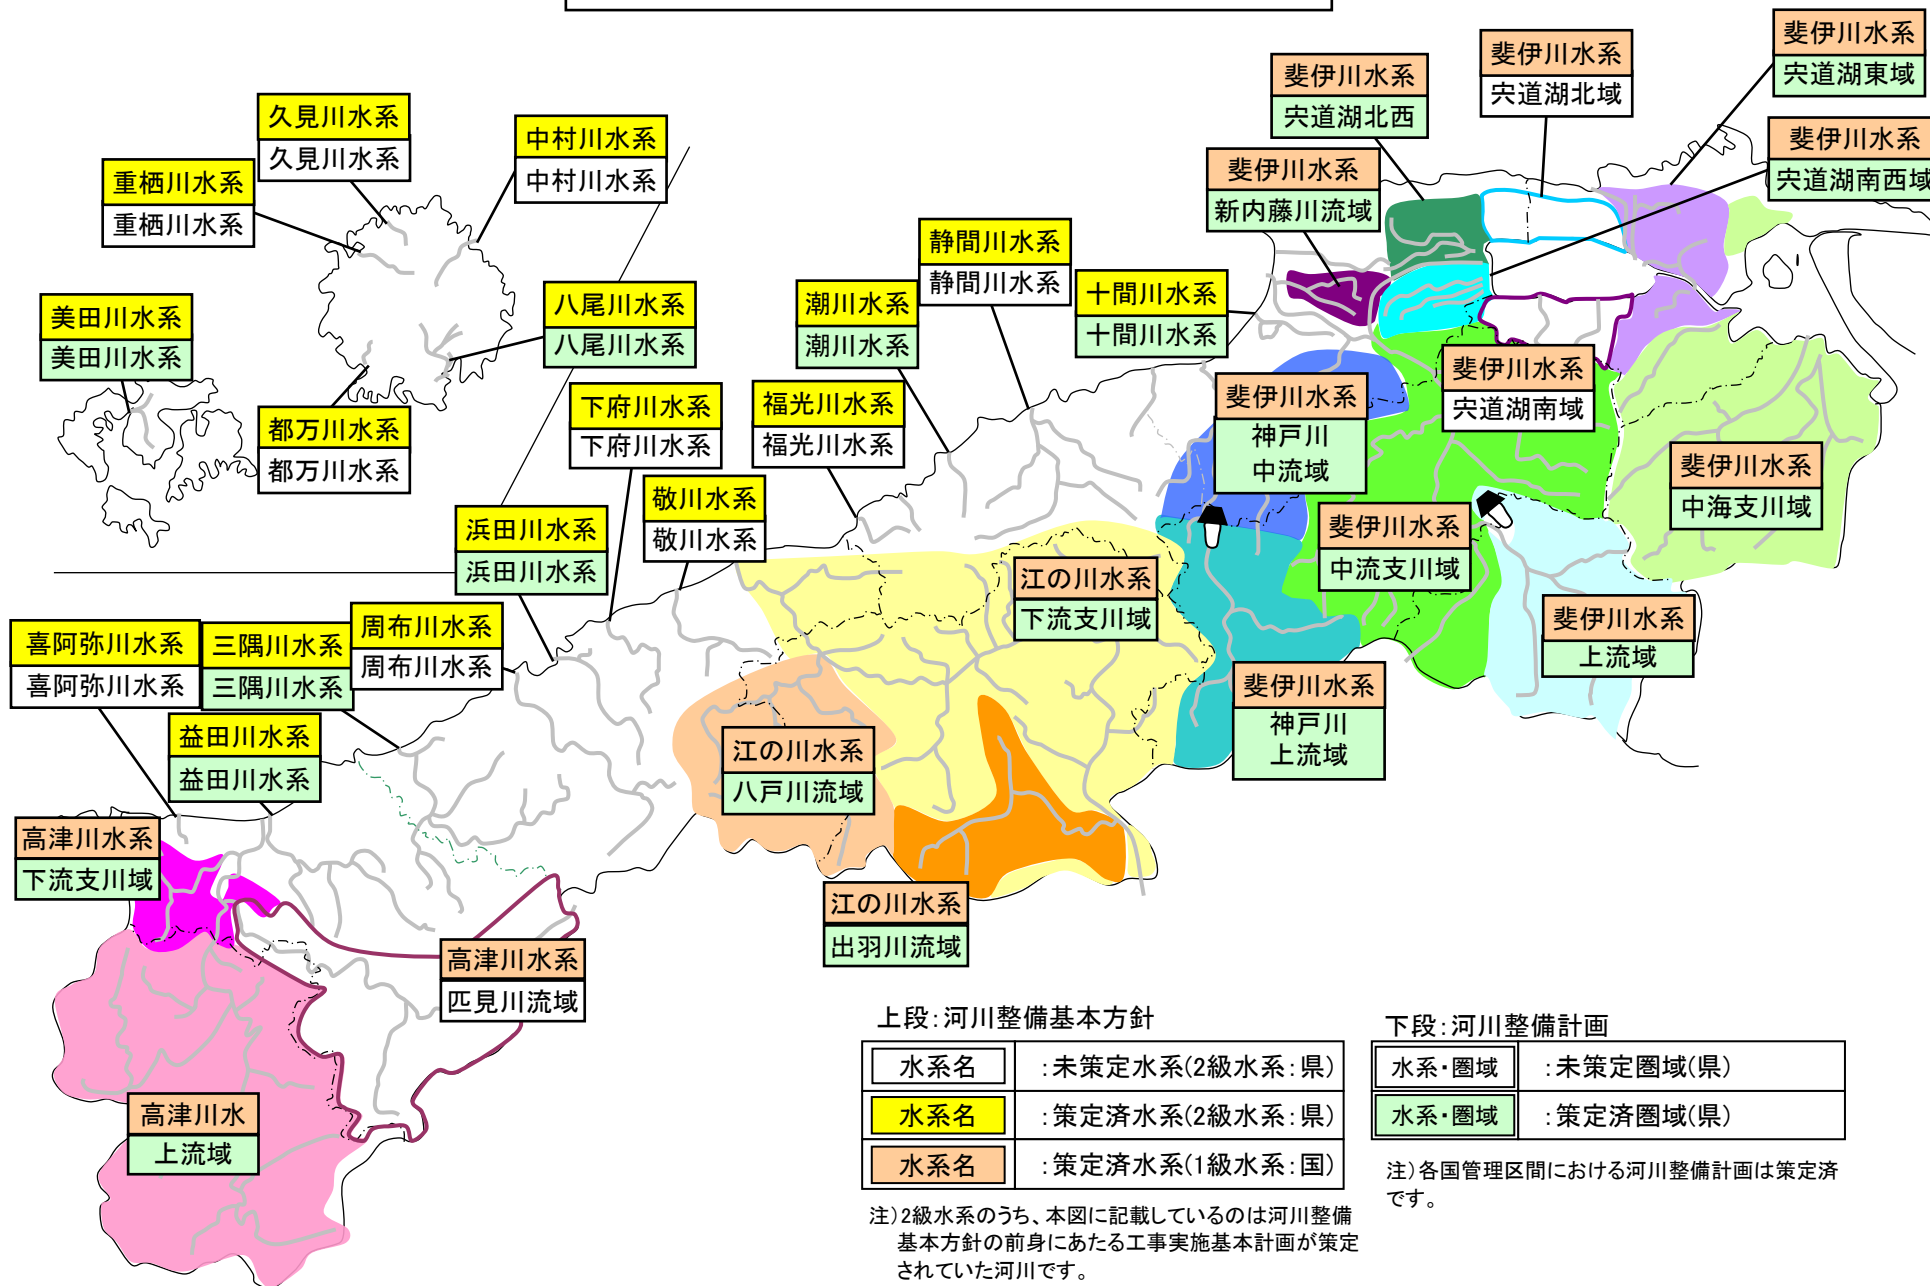 斐伊川水系
宍道湖東域
斐伊川水系
宍道湖北域
斐伊川水系
宍道湖北西
斐伊川水系
宍道湖南西域
斐伊川水系
新内藤川流域
久見川水系
久見川水系
中村川水系
中村川水系
重栖川水系
重栖川水系
静間川水系
静間川水系
十間川水系
十間川水系
潮川水系
潮川水系
八尾川水系
八尾川水系
美田川水系
美田川水系
都万川水系
都万川水系
下府川水系
下府川水系
福光川水系
福光川水系
斐伊川水系
神戸川
中流域
斐伊川水系
宍道湖南域
斐伊川水系
中海支川域
敬川水系
敬川水系
浜田川水系
浜田川水系
斐伊川水系
中流支川域
江の川水系
下流支川域
斐伊川水系
上流域
喜阿弥川水系
喜阿弥川水系
三隅川水系
三隅川水系
周布川水系
周布川水系
斐伊川水系
神戸川
上流域
益田川水系
益田川水系
江の川水系
八戸川流域
高津川水系
下流支川域
江の川水系
出羽川流域
高津川水系
匹見川流域
高津川水
上流域
上段:河川整備基本方針
水系名 :未策定水系(2級水系:県)
水系名 :策定済水系(2級水系:県)
水系名 :策定済水系(1級水系:国)
注)2級水系のうち、本図に記載しているのは河川整備
基本方針の前身にあたる工事実施基本計画が策定
されていた河川です。
下段:河川整備計画
水系・圏域 :未策定圏域(県)
水系・圏域 :策定済圏域(県)
注)各国管理区間における河川整備計画は策定済
です。